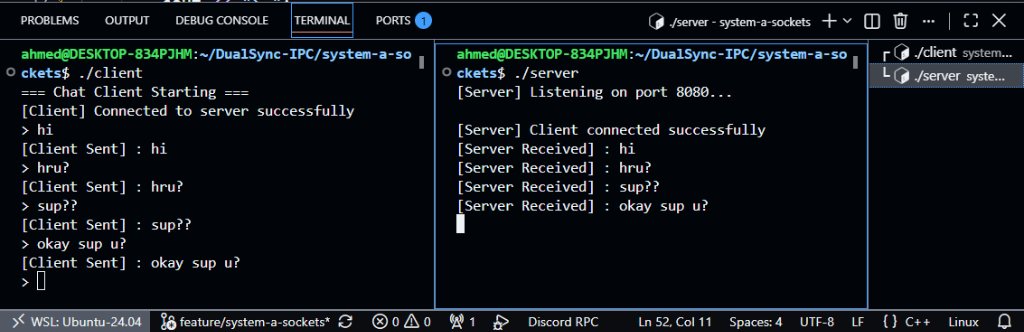 PROBLEMS OUTPUT DEBUG CONSOLE TERMINAL PORTS 1 ./server - system-a-sockets
ahmed@DESKTOP-834PJHM:~/DualSync-IPC/system-a-so
ckets$ ./client
=== Chat Client Starting ===
[Client] Connected to server successfully
> hi
[Client Sent] : hi
> hru?
[Client Sent] : hru?
> sup??
[Client Sent] : sup??
> okay sup u?
[Client Sent] : okay sup u?
>
ahmed@DESKTOP-834PJHM:~/DualSync-IPC/system-a-so
ckets$ ./server
[Server] Listening on port 8080...
[Server] Client connected successfully
[Server Received] : hi
[Server Received] : hru?
[Server Received] : sup??
[Server Received] : okay sup u?
./client system...
./server syste...
WSL: Ubuntu-24.04 feature/system-a-sockets* 0 0 1 Discord RPC Ln 52, Col 11 Spaces: 4 UTF-8 LF {} C++ Linux